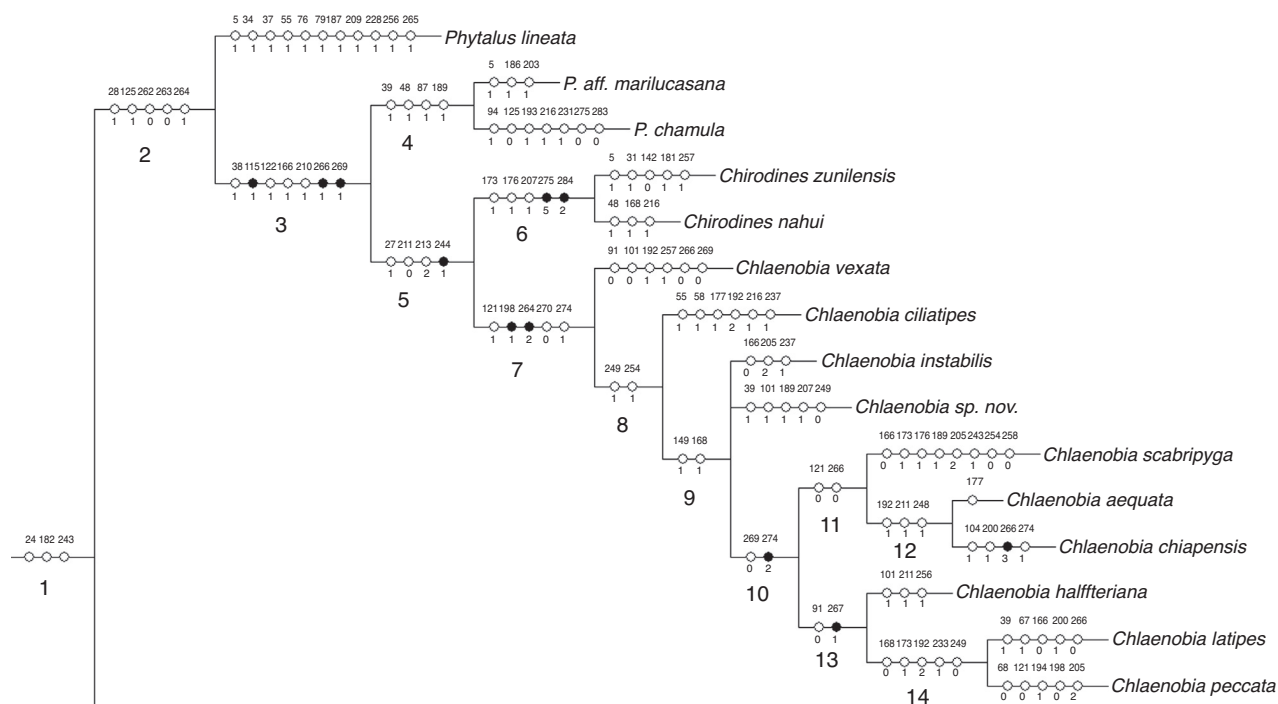 5 34 37 55 76 79 187 209 228 256 265
1 1 1 1 1 1 1 1 1 1 1
Phytalus lineata
28 125 262 263 264
1 1 0 0 1
2
5 186 203
1 1 1
P. aff. marilucasana
39 48 87 189
1 1 1 1
4
94 125 193 216 231 275 283
1 0 1 1 1 0 0
P. chamula
38 115 122 166 210 266 269
1 1 1 1 1 1 1
3
5 31 142 181 257
1 1 0 1 1
Chirodines zunilensis
173 176 207 275 284
1 1 1 5 2
6
48 168 216
1 1 1
Chirodines nahui
27 211 213 244
1 0 2 1
5
91 101 192 257 266 269
0 0 1 1 0 0
Chlaenobia vexata
121 198 264 270 274
1 1 2 0 1
7
55 58 177 192 216 237
1 1 1 2 1 1
Chlaenobia ciliatipes
249 254
1 1
8
166 205 237
0 2 1
Chlaenobia instabilis
39 101 189 207 249
1 1 1 1 0
Chlaenobia sp. nov.
149 168
1 1
9
166 173 176 189 205 243 254 258
0 1 1 1 2 1 0 0
Chlaenobia scabripyga
121 266
0 0
11
177
1
Chlaenobia aequata
192 211 248
1 1 1
12
104 200 266 274
1 1 3 1
Chlaenobia chiapensis
24 182 243
1 1 1
1
269 274
0 2
10
101 211 256
1 1 1
Chlaenobia halffteriana
91 267
0 1
13
39 67 166 200 266
1 1 0 1 0
Chlaenobia latipes
168 173 192 233 249
0 1 2 1 0
14
68 121 194 198 205
0 0 1 0 2
Chlaenobia peccata